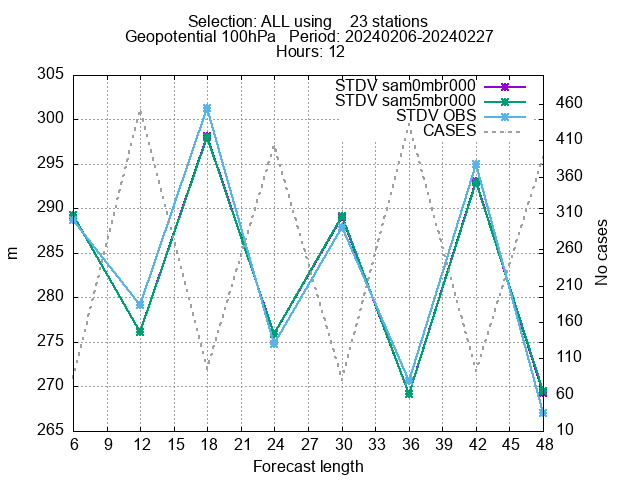 Selection: ALL using    23 stations
Geopotential 100hPa   Period: 20240206-20240227
Hours: 12
STDV sam0mbr000
STDV sam5mbr000
STDV OBS
CASES
305
300
295
290
285
280
275
270
265
m
460
410
360
310
260
210
160
110
60
10
No cases
6 9 12 15 18 21 24 27 30 33 36 39 42 45 48
Forecast length